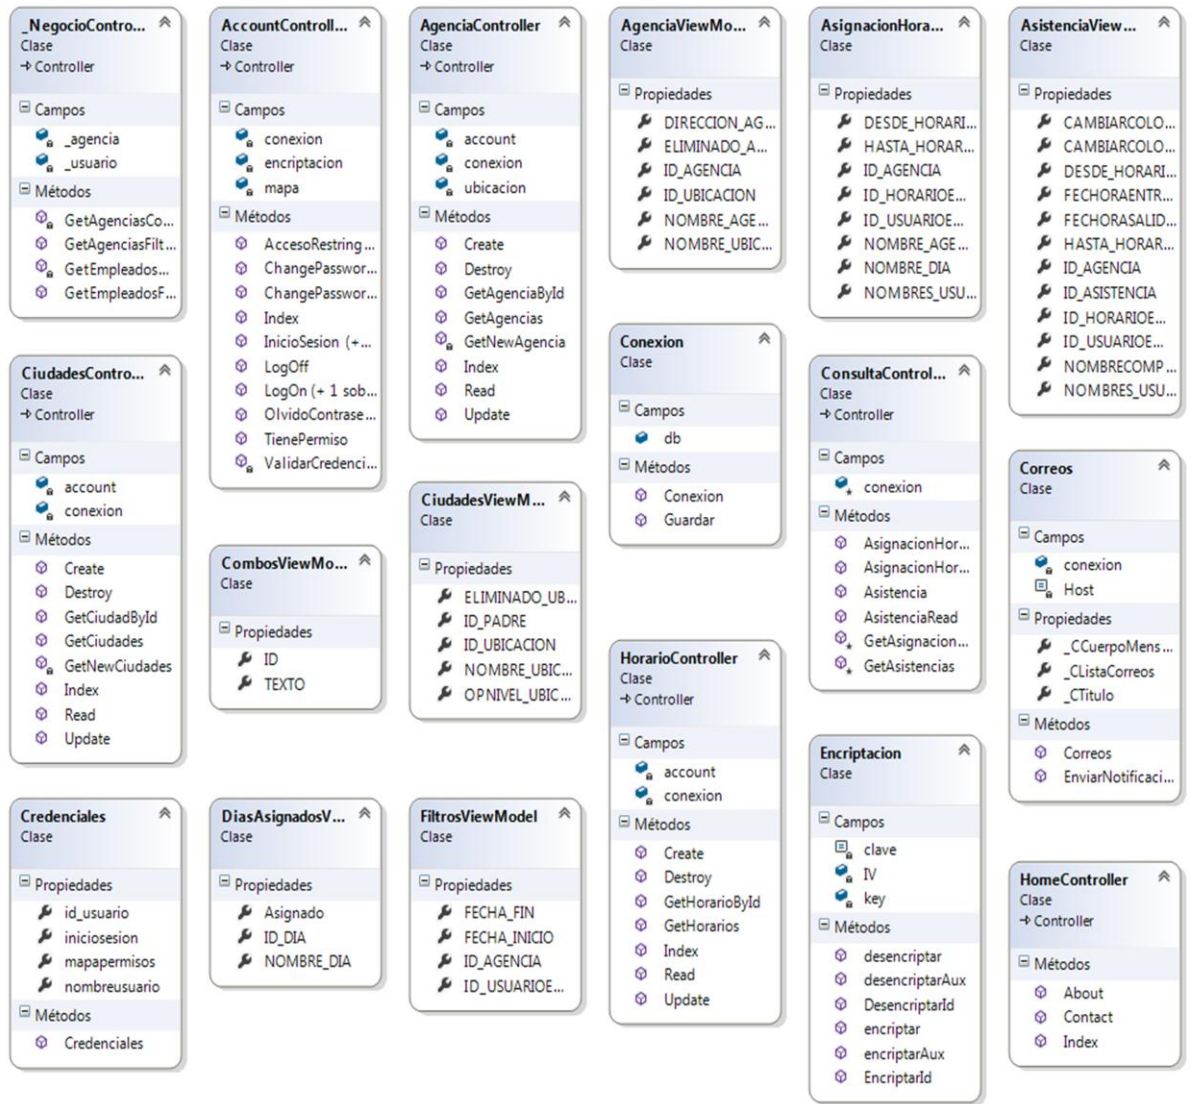 _NegocioContro...
Clase
Controller
Campos
_agencia
_usuario
Métodos
GetAgenciasCo...
GetAgenciasFilt...
GetEmpleados...
GetEmpleadosF...
AccountControll...
Clase
Controller
Campos
conexion
encriptacion
mapa
Métodos
AccesoRestring...
ChangePasswor...
ChangePasswor...
Index
InicioSesion (+...
LogOff
LogOn (+ 1 sob...
OlvidoContrase...
TienePermiso
ValidarCredenci...
AgenciaController
Clase
Controller
Campos
account
conexion
ubicacion
Métodos
Create
Destroy
GetAgenciaById
GetAgencias
GetNewAgencia
Index
Read
Update
AgenciaViewMo...
Clase
Propiedades
DIRECCION_AG...
ELIMINADO_A...
ID_AGENCIA
ID_UBICACION
NOMBRE_AGE...
NOMBRE_UBIC...
AsignacionHora...
Clase
Propiedades
DESDE_HORARI...
HASTA_HORAR...
ID_AGENCIA
ID_HORARIOE...
ID_USUARIOE...
NOMBRE_AGE...
NOMBRE_DIA
NOMBRES_USU...
AsistenciaView...
Clase
Propiedades
CAMBIARCOLO...
CAMBIARCOLO...
DESDE_HORARI...
FECHORAENTR...
FECHORASALID...
HASTA_HORAR...
ID_AGENCIA
ID_ASISTENCIA
ID_HORARIOE...
ID_USUARIOE...
NOMBRECOMP...
NOMBRES_USU...
CiudadesContro...
Clase
Controller
Campos
account
conexion
Métodos
Create
Destroy
GetCiudadById
GetCiudades
GetNewCiudades
Index
Read
Update
CombosViewMo...
Clase
Propiedades
ID
TEXTO
CiudadesViewM...
Clase
Propiedades
ELIMINADO_UB...
ID_PADRE
ID_UBICACION
NOMBRE_UBIC...
OPNIVEL_UBIC...
Conexion
Clase
Campos
db
Métodos
Conexion
Guardar
ConsultaControl...
Clase
Controller
Campos
conexion
Métodos
AsignacionHor...
AsignacionHor...
Asistencia
AsistenciaRead
GetAsignacion...
GetAsistencias
Correos
Clase
Campos
conexion
Host
Propiedades
_CCuerpoMens...
_CListaCorreos
_CTitulo
Métodos
Correos
EnviarNotificaci...
Credenciales
Clase
Propiedades
id_usuario
iniciosesion
mapapermisos
nombreusuario
Métodos
Credenciales
DiasAsignadosV...
Clase
Propiedades
Asignado
ID_DIA
NOMBRE_DIA
FiltrosViewModel
Clase
Propiedades
FECHA_FIN
FECHA_INICIO
ID_AGENCIA
ID_USUARIOE...
HorarioController
Clase
Controller
Campos
account
conexion
Métodos
Create
Destroy
GetHorarioById
GetHorarios
Index
Read
Update
Encriptacion
Clase
Campos
clave
IV
key
Métodos
desencriptar
desencriptarAux
DesencriptarId
encriptar
encriptarAux
EncriptarId
HomeController
Clase
Controller
Métodos
About
Contact
Index